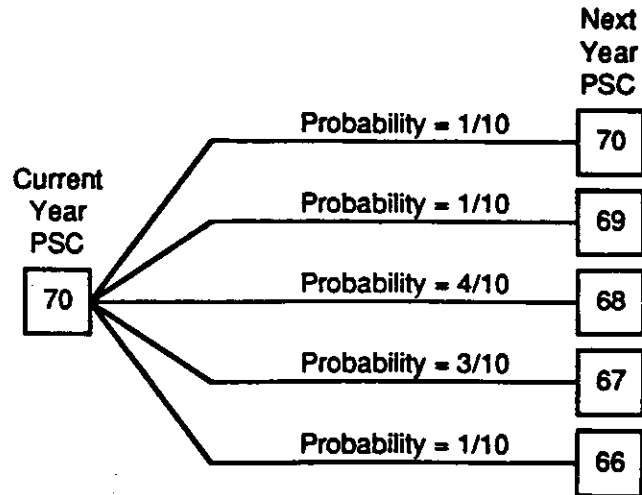 Next
Year
PSC
Probability = 1/10
70
Current
Year
PSC
Probability = 1/10
69
70
Probability = 4/10
68
Probability = 3/10
67
Probability = 1/10
66